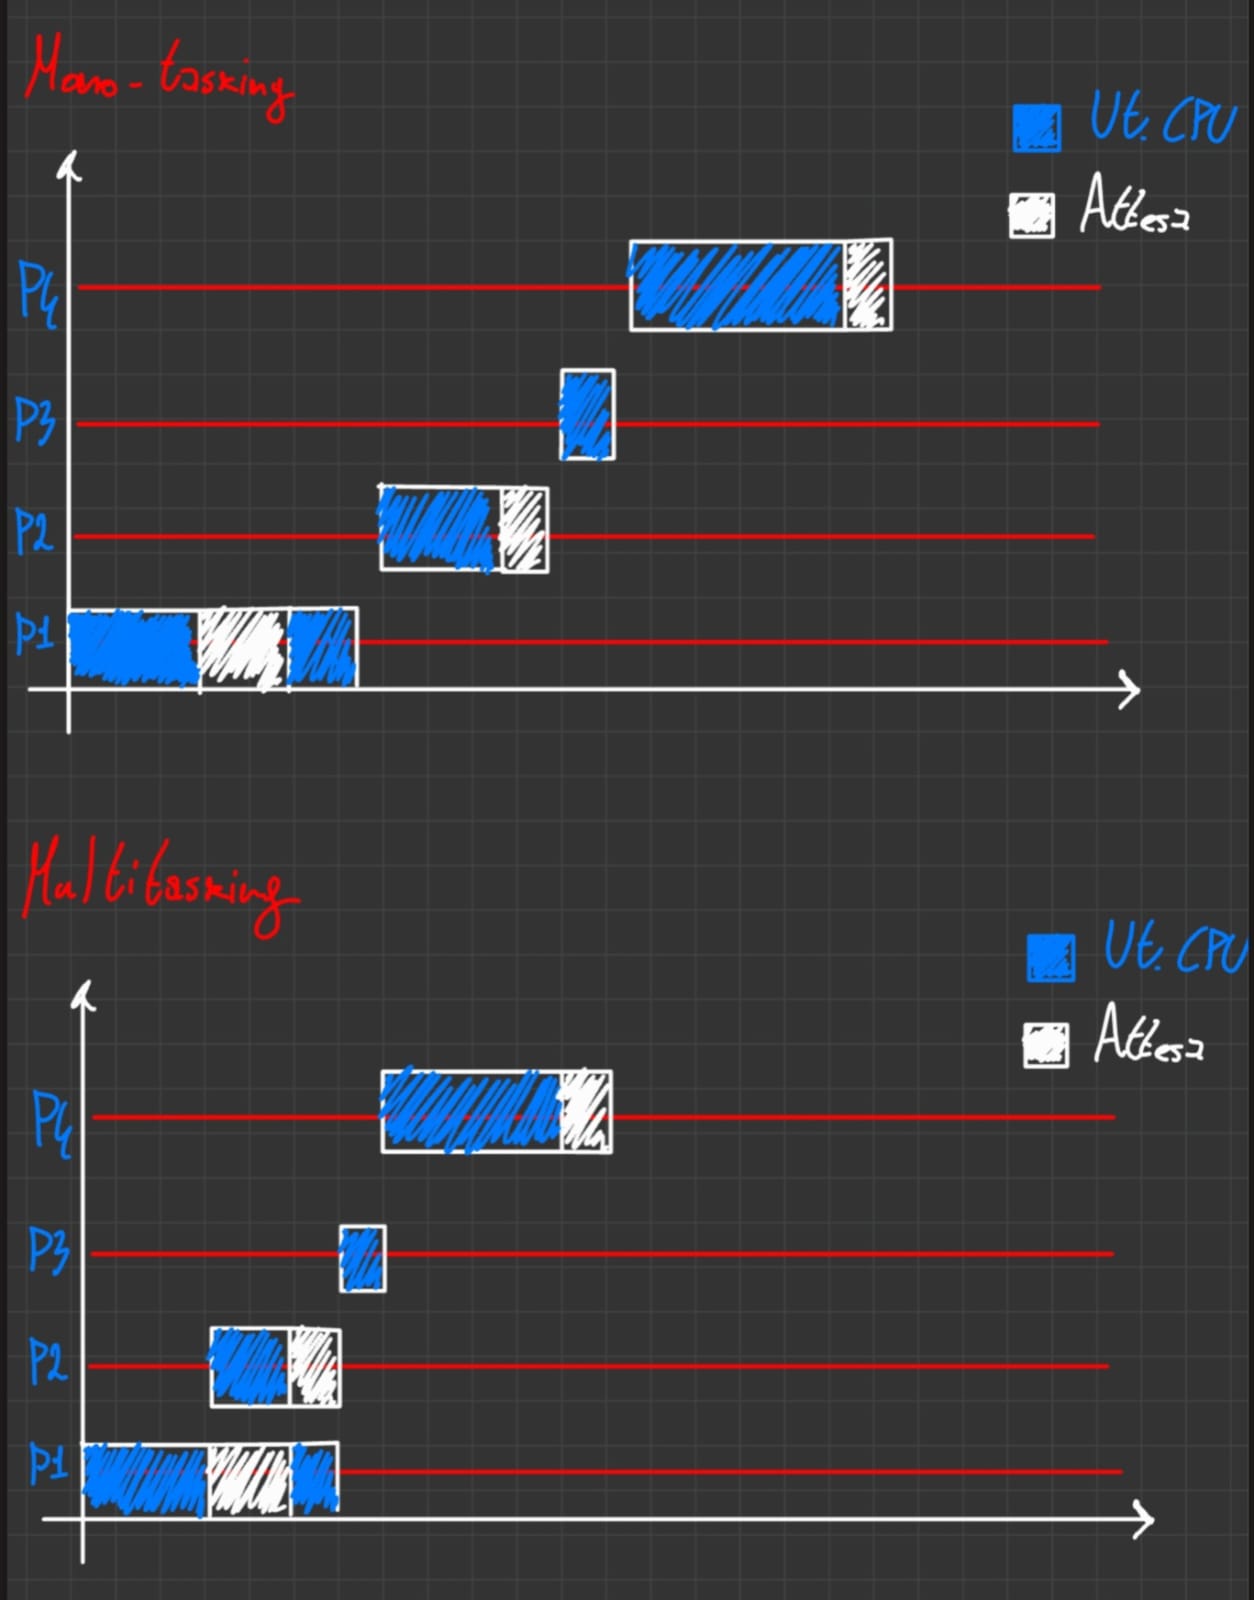 Mono-tasking
Ut. CPU
Attesa
P4
P3
P2
P1
Multitasking
Ut. CPU
Attesa
P4
P3
P2
P1